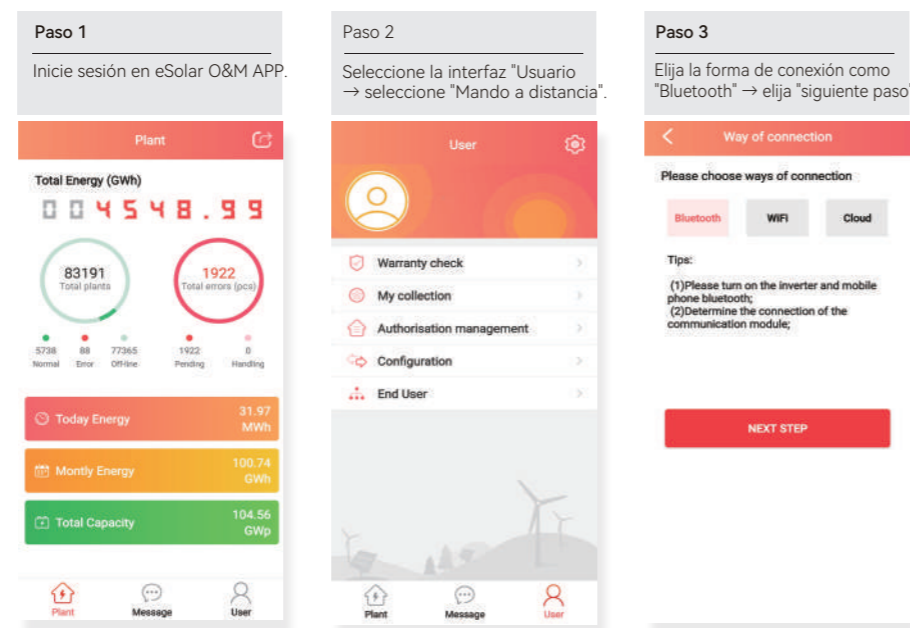 Paso 1
Inicie sesión en eSolar O&M APP.
Plant
Total Energy (GWh)
004548.99
83191
Total plants
1922
Total errors (pcs)
5738
88
77365
1922
0
Normal
Error
Off-line
Pending
Handling
Today Energy
31.97
MWh
Montly Energy
100.74
GWh
Total Capacity
104.56
GWp
Plant
Message
User
Paso 2
Seleccione la interfaz "Usuario
→ seleccione "Mando a distancia".
User
Warranty check
My collection
Authorisation management
Configuration
End User
Plant
Message
User
Paso 3
Elija la forma de conexión como
"Bluetooth" → elija "siguiente paso"
Way of connection
Please choose ways of connection
Bluetooth
WiFi
Cloud
Tips:
(1)Please turn on the inverter and mobile
phone bluetooth;
(2)Determine the connection of the
communication module;
NEXT STEP